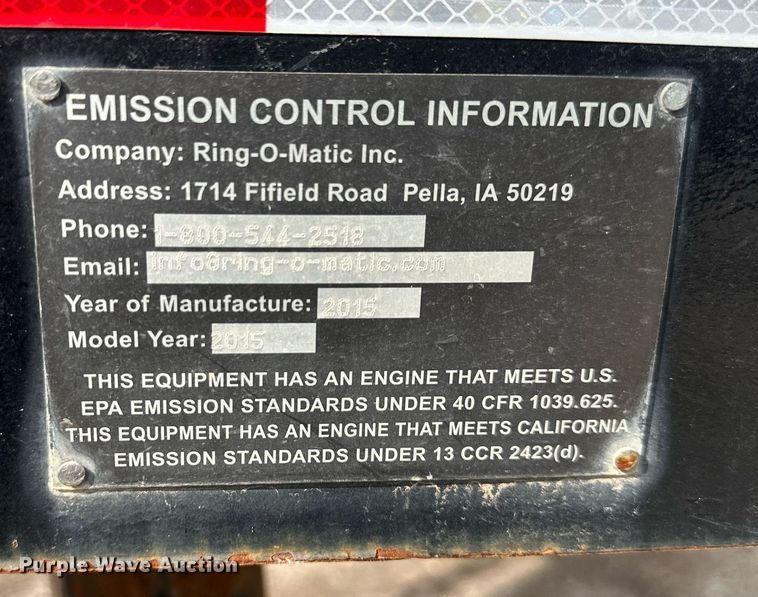 EMISSION CONTROL INFORMATION
Company: Ring-O-Matic Inc.
Address: 1714 Fifield Road Pella, IA 50219
Phone: 1-800-544-2518
Email: info@ring-o-matic.com
Year of Manufacture: 2015
Model Year: 2015
THIS EQUIPMENT HAS AN ENGINE THAT MEETS U.S.
EPA EMISSION STANDARDS UNDER 40 CFR 1039.625.
THIS EQUIPMENT HAS AN ENGINE THAT MEETS CALIFORNIA
EMISSION STANDARDS UNDER 13 CCR 2423(d).
Purple Wave Auction